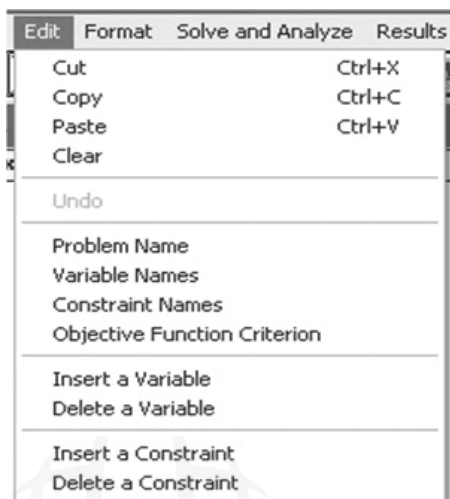 Edit Format Solve and Analyze Results
Cut Ctrl+X
Copy Ctrl+C
Paste Ctrl+V
Clear
Undo
Problem Name
Variable Names
Constraint Names
Objective Function Criterion
Insert a Variable
Delete a Variable
Insert a Constraint
Delete a Constraint